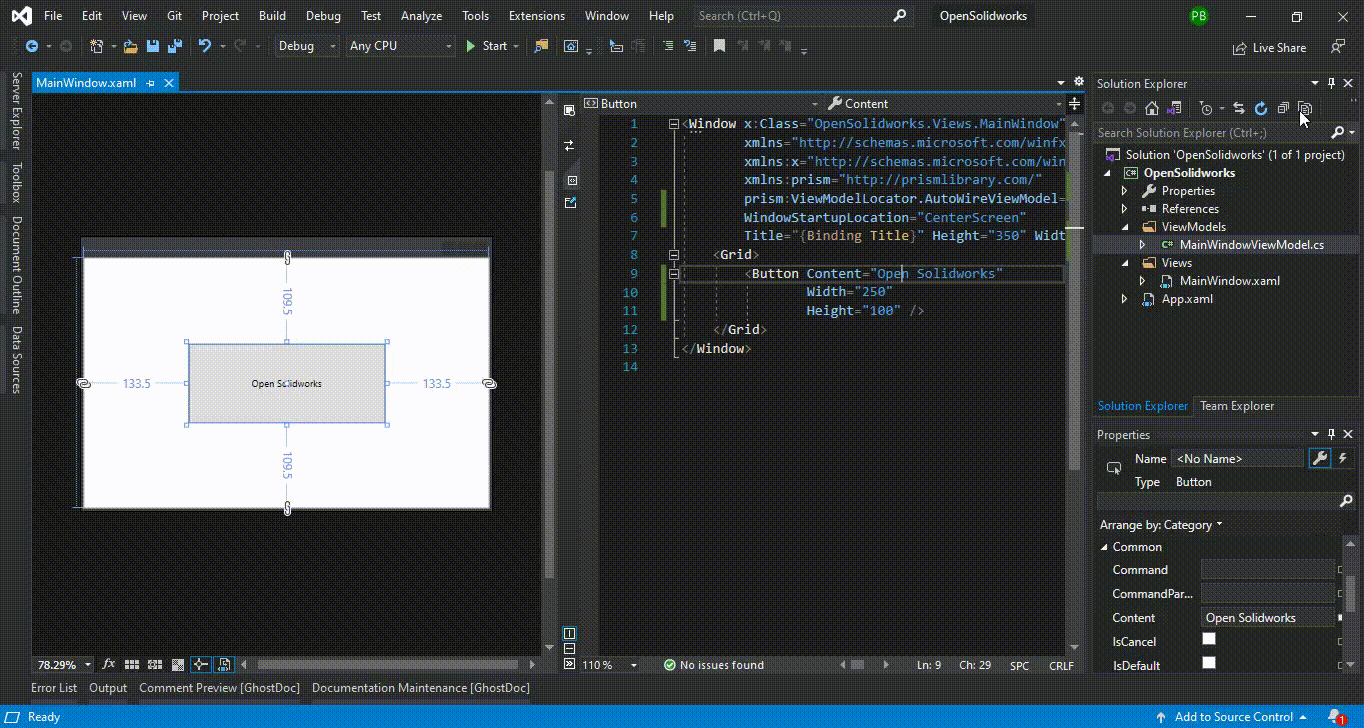 File Edit View Git Project Build Debug Test Analyze Tools Extensions Window Help Search (Ctrl+Q) OpenSolidworks PB
Debug Any CPU Start Live Share
Server Explorer
Toolbox
Document Outline
Data Sources
MainWindow.xaml
109.5
133.5
Open Solidworks
133.5
109.5
78.29%
fx
Button Content
1 <Window x:Class="OpenSolidworks.Views.MainWindow"
2 xmlns="http://schemas.microsoft.com/winfx
3 xmlns:x="http://schemas.microsoft.com/win
4 xmlns:prism="http://prismlibrary.com/"
5 prism:ViewModelLocator.AutoWireViewModel=
6 WindowStartupLocation="CenterScreen"
7 Title="{Binding Title}" Height="350" Widt
8 <Grid>
9 <Button Content="Open Solidworks"
10 Width="250"
11 Height="100" />
12 </Grid>
13 </Window>
14
110 % No issues found Ln: 9 Ch: 29 SPC CRLF
Solution Explorer
Search Solution Explorer (Ctrl+;)
Solution 'OpenSolidworks' (1 of 1 project)
C# OpenSolidworks
Properties
References
ViewModels
C# MainWindowViewModel.cs
Views
MainWindow.xaml
App.xaml
Solution Explorer Team Explorer
Properties
Name <No Name>
Type Button
Arrange by: Category
Common
Command
CommandPar...
Content Open Solidworks
IsCancel
IsDefault
Error List Output Comment Preview [GhostDoc] Documentation Maintenance [GhostDoc]
Ready Add to Source Control 1